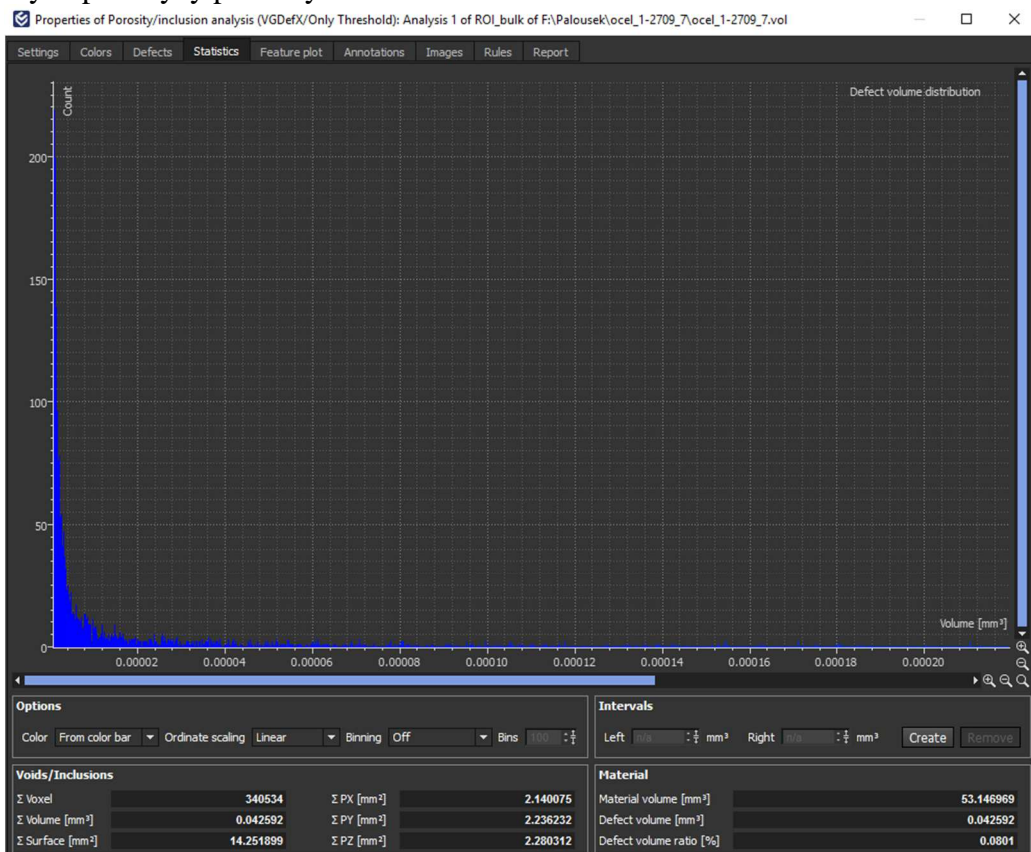 Properties of Porosity/inclusion analysis (VGDefX/Only Threshold): Analysis 1 of ROI_bulk of F:\Palousek\ocel_1-2709_7\ocel_1-2709_7.vol
Settings Colors Defects Statistics Feature plot Annotations Images Rules Report
Defect volume distribution
Count
200
150
100
50
0
Volume [mm³]
0.00002 0.00004 0.00006 0.00008 0.00010 0.00012 0.00014 0.00016 0.00018 0.00020
Options
Color From color bar Ordinate scaling Linear Binning Off Bins 100
Intervals
Left n/a mm³ Right n/a mm³ Create Remove
Voids/Inclusions
Σ Voxel 340534 Σ PX [mm²] 2.140075
Σ Volume [mm³] 0.042592 Σ PY [mm²] 2.236232
Σ Surface [mm²] 14.251899 Σ PZ [mm²] 2.280312
Material
Material volume [mm³] 53.146969
Defect volume [mm³] 0.042592
Defect volume ratio [%] 0.0801